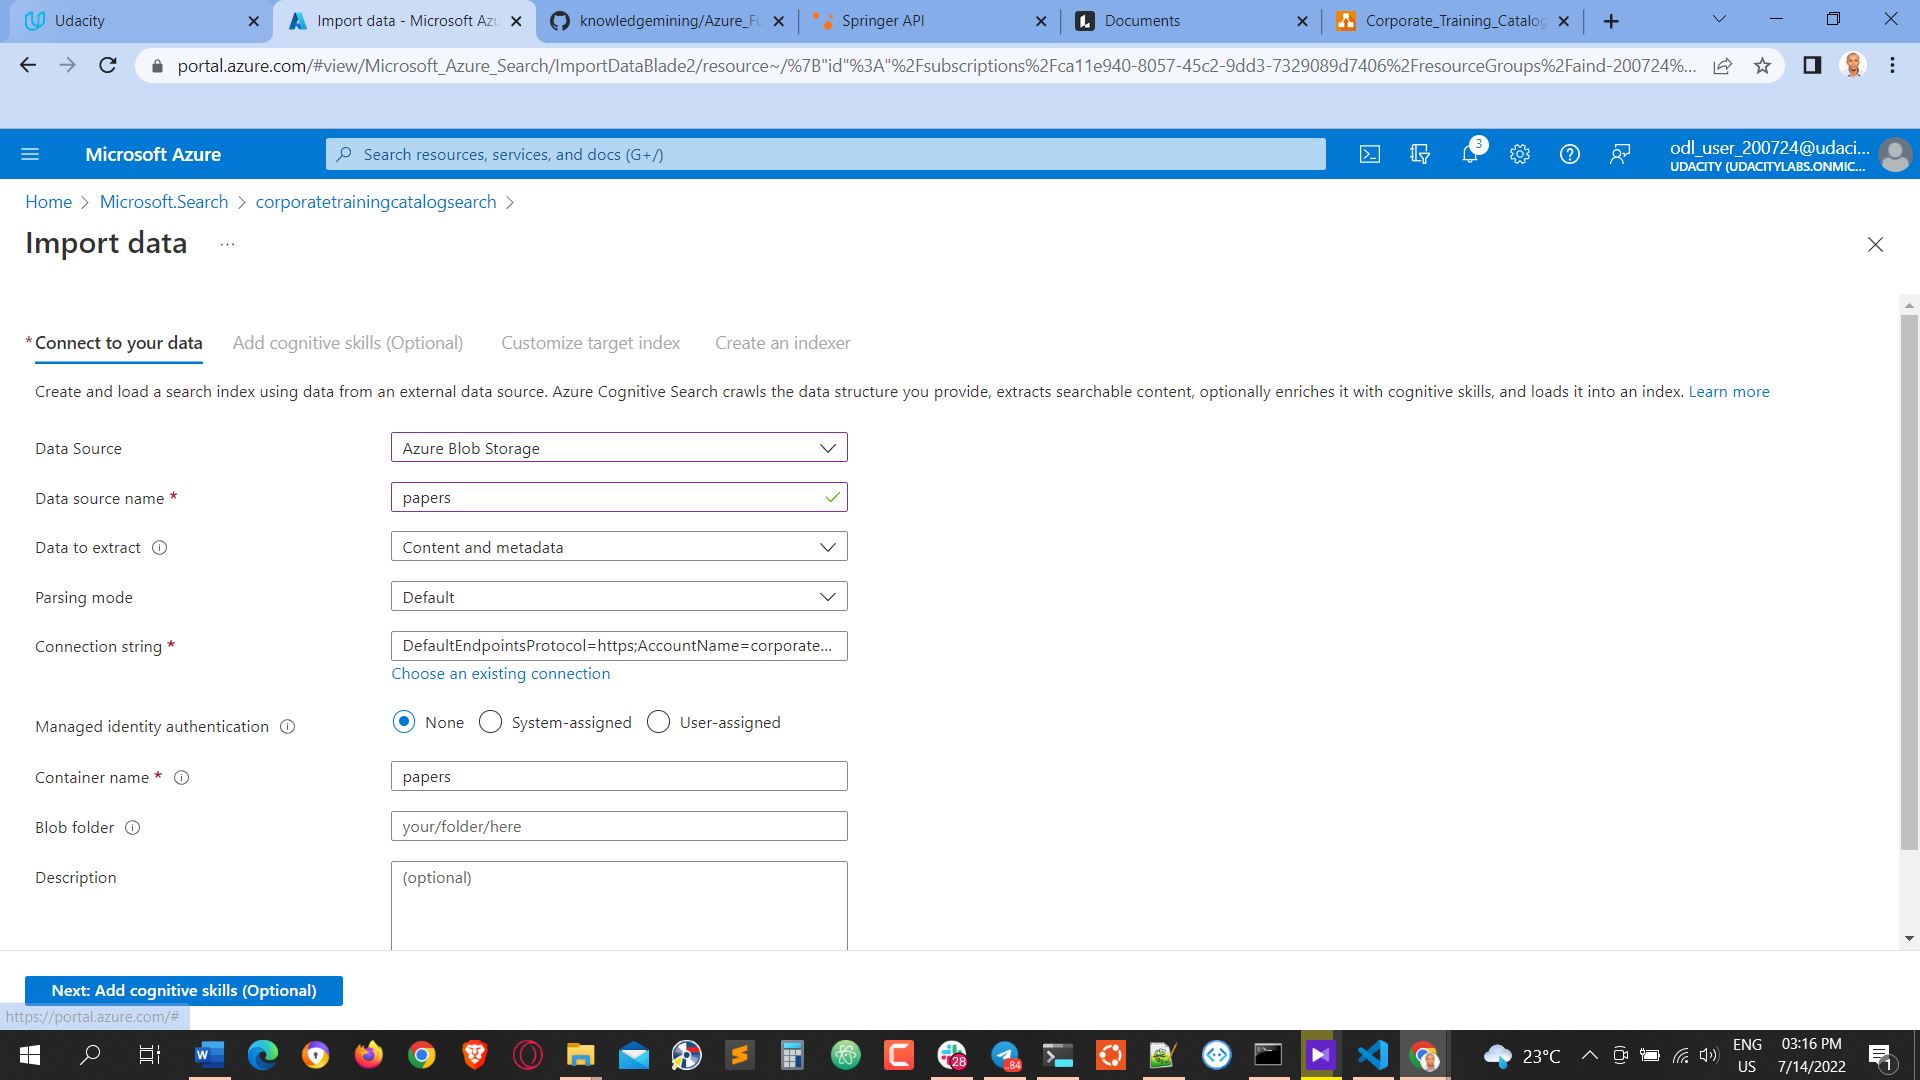 Udacity
Import data - Microsoft Azu
knowledgemining/Azure_Fu
Springer API
Documents
Corporate_Training_Catalog
portal.azure.com/#view/Microsoft_Azure_Search/ImportDataBlade2/resource~/%7B"id"%3A"%2Fsubscriptions%2Fca11e940-8057-45c2-9dd3-7329089d7406%2FresourceGroups%2Faind-200724%...
Microsoft Azure
Search resources, services, and docs (G+/)
3
odl_user_200724@udaci...
UDACITY (UDACITYLABS.ONMIC...
Home > Microsoft.Search > corporatetrainingcatalogsearch >
Import data ...
* Connect to your data
Add cognitive skills (Optional)
Customize target index
Create an indexer
Create and load a search index using data from an external data source. Azure Cognitive Search crawls the data structure you provide, extracts searchable content, optionally enriches it with cognitive skills, and loads it into an index. Learn more
Data Source
Azure Blob Storage
Data source name *
papers
Data to extract
Content and metadata
Parsing mode
Default
Connection string *
DefaultEndpointsProtocol=https;AccountName=corporate...
Choose an existing connection
Managed identity authentication
None
System-assigned
User-assigned
Container name *
papers
Blob folder
your/folder/here
Description
(optional)
Next: Add cognitive skills (Optional)
https://portal.azure.com/#
28
84
23°C
ENG
US
03:16 PM
7/14/2022
1